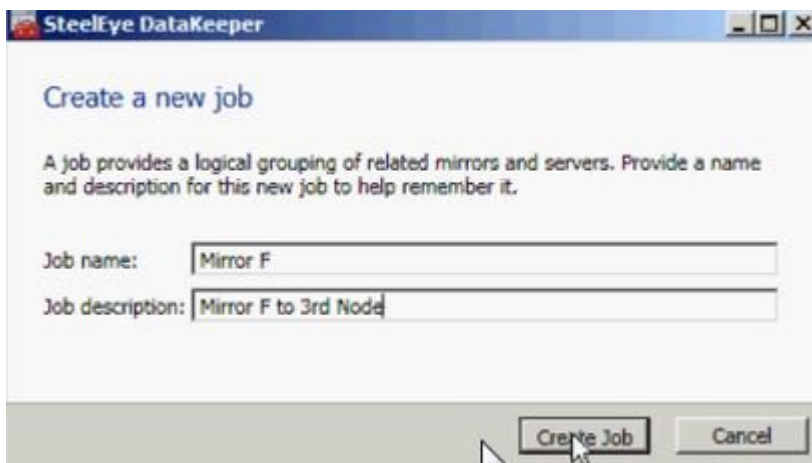 SteelEye DataKeeper
Create a new job
A job provides a logical grouping of related mirrors and servers. Provide a name
and description for this new job to help remember it.
Job name: Mirror F
Job description: Mirror F to 3rd Node
Create Job Cancel